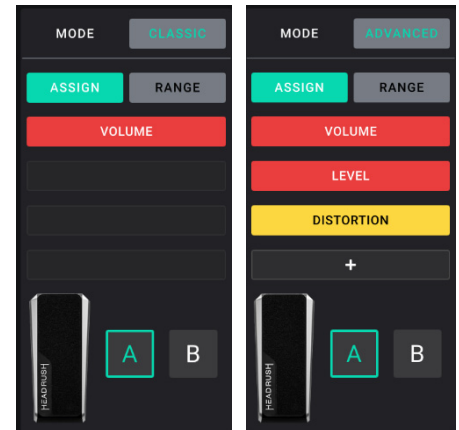 MODE CLASSIC
ASSIGN RANGE
VOLUME
A B
HEADRUSH
MODE ADVANCED
ASSIGN RANGE
VOLUME
LEVEL
DISTORTION
+
A B
HEADRUSH